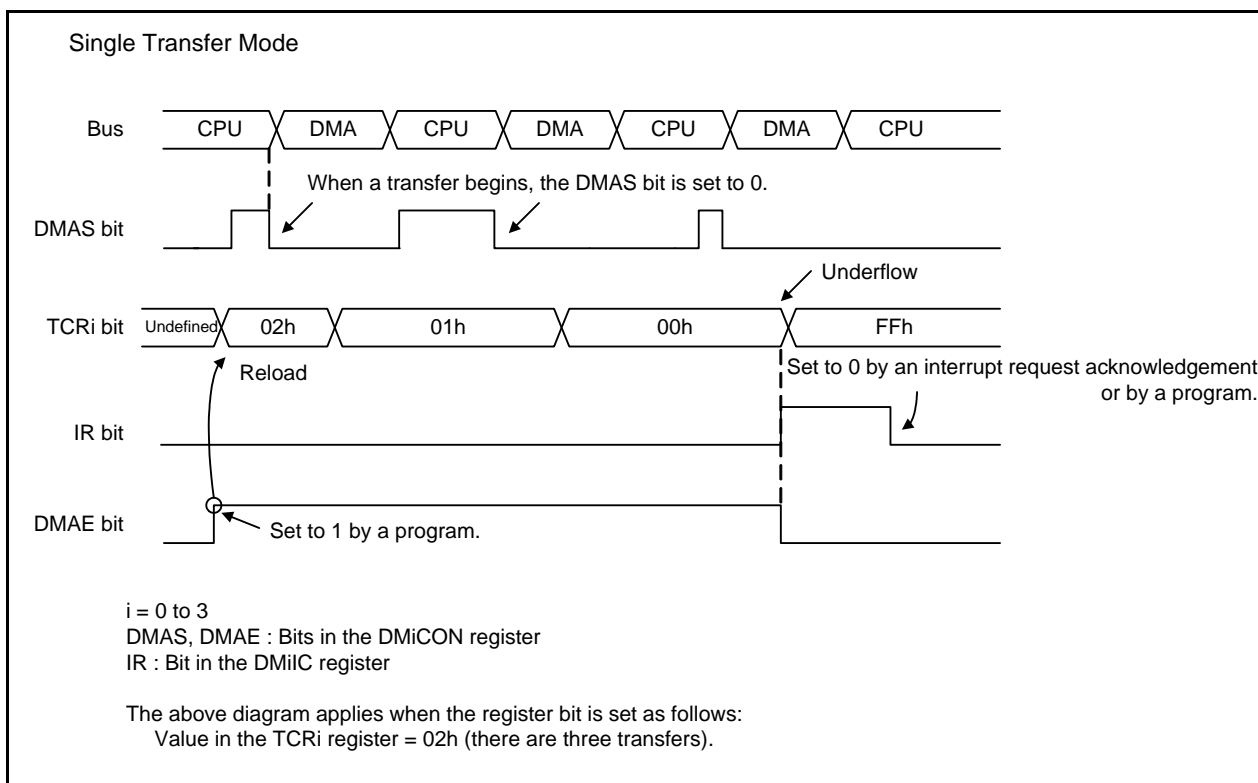 Single Transfer Mode
Bus
CPU
DMA
CPU
DMA
CPU
DMA
CPU
When a transfer begins, the DMAS bit is set to 0.
DMAS bit
Underflow
TCRi bit
Undefined
02h
01h
00h
FFh
Reload
Set to 0 by an interrupt request acknowledgement
or by a program.
IR bit
DMAE bit
Set to 1 by a program.
i = 0 to 3
DMAS, DMAE : Bits in the DMiCON register
IR : Bit in the DMiIC register
The above diagram applies when the register bit is set as follows:
Value in the TCRi register = 02h (there are three transfers).